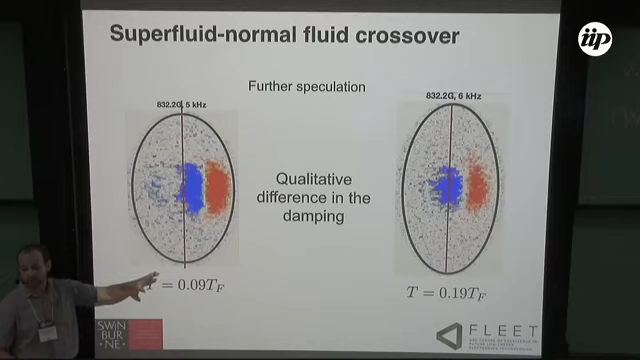 Superfluid-normal fluid crossover
iip
Further speculation
832.2G, 5 kHz
832.2G, 6 kHz
Qualitative
difference in the
damping
= 0.09T_F
T = 0.19T_F
SWIN
BUR
NE
FLEET